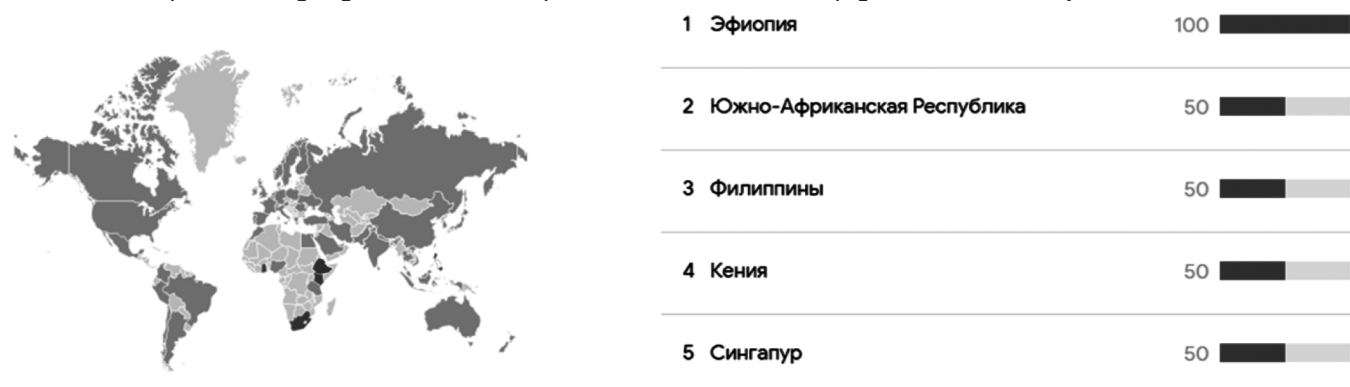 1 Эфиопия 100
2 Южно-Африканская Республика 50
3 Филиппины 50
4 Кения 50
5 Сингапур 50